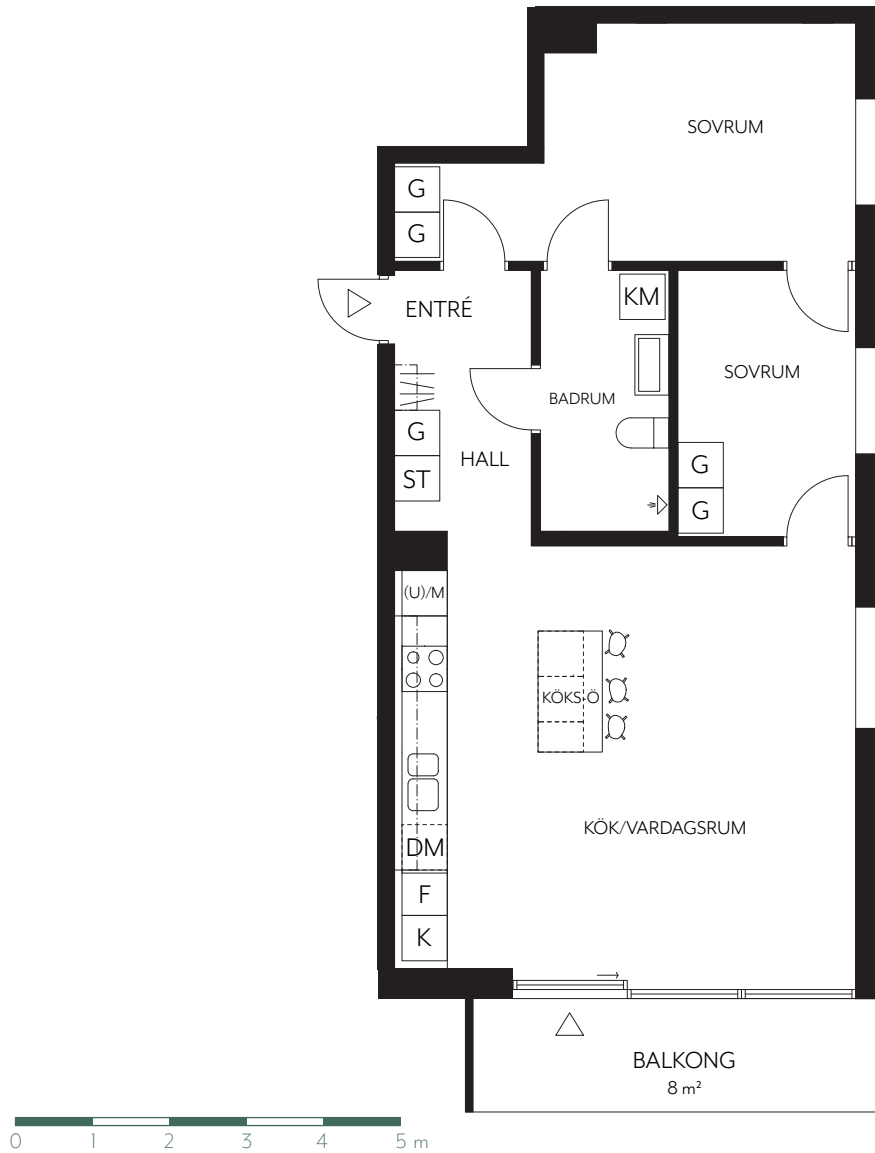 SOVRUM
G
G
ENTRÉ
KM
SOVRUM
BADRUM
G
HALL
G
ST
G
(U)/M
KÖKS-Ö
KÖK/VARDAGSRUM
DM
F
K
BALKONG
8 m²
0 1 2 3 4 5 m